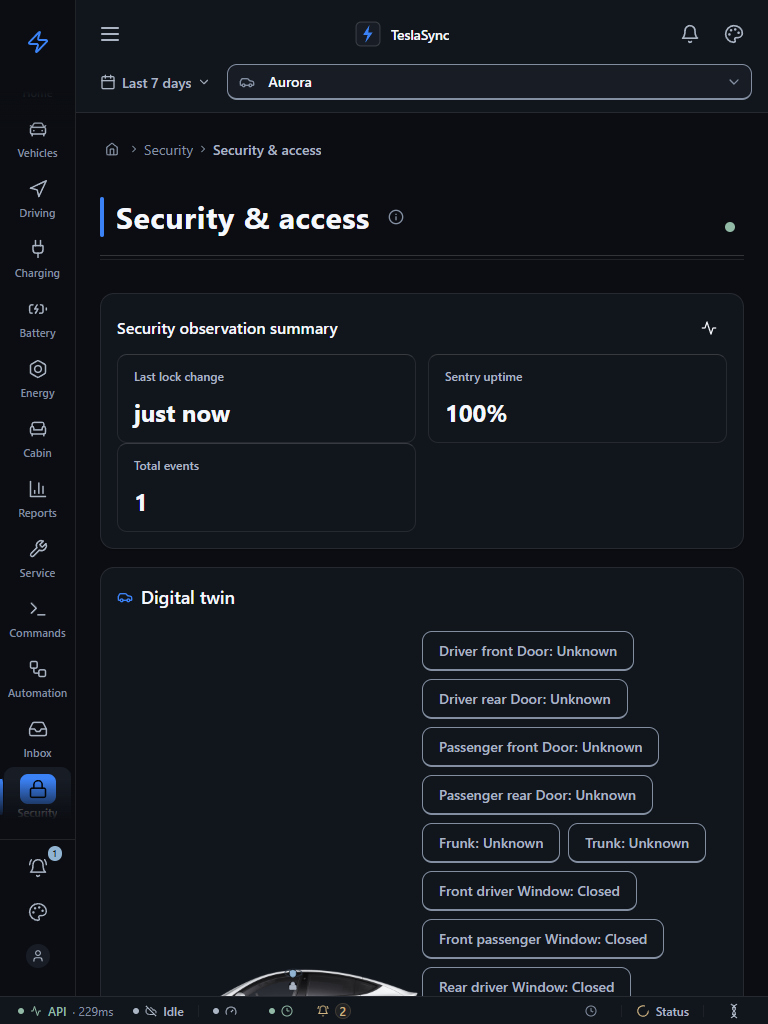 TeslaSync
Last 7 days
Aurora
Vehicles
Driving
Charging
Battery
Energy
Cabin
Reports
Service
Commands
Automation
Inbox
Security
1
Security
Security & access
Security & access
Security observation summary
Last lock change
just now
Sentry uptime
100%
Total events
1
Digital twin
Driver front Door: Unknown
Driver rear Door: Unknown
Passenger front Door: Unknown
Passenger rear Door: Unknown
Frunk: Unknown
Trunk: Unknown
Front driver Window: Closed
Front passenger Window: Closed
Rear driver Window: Closed
API · 229ms
Idle
2
Status